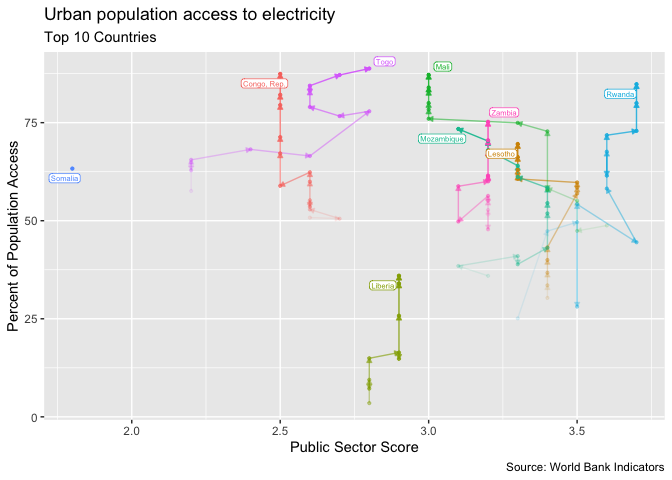 Urban population access to electricity
Top 10 Countries
Togo
Mali
Congo, Rep.
Rwanda
Zambia
75
Mozambique
Lesotho
Somalia
50
Liberia
25
0
2.0
2.5
3.0
3.5
Percent of Population Access
Public Sector Score
Source: World Bank Indicators